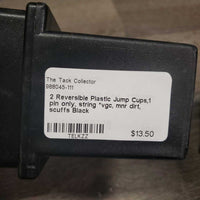 The Tack Collector
988045-111
2 Reversible Plastic Jump Cups,1
pin only, string *vgc, mnr dirt,
scuffs Black
TELKZZ
$13.50